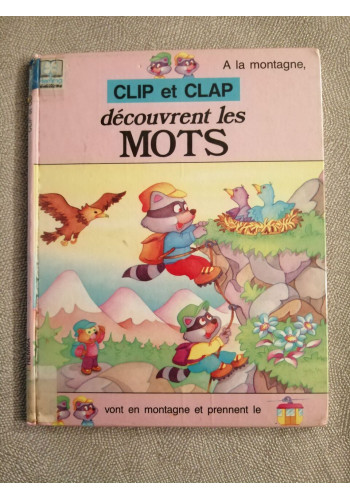 A la montagne,
CLIP et CLAP
découvrent les
MOTS
vont en montagne et prennent le